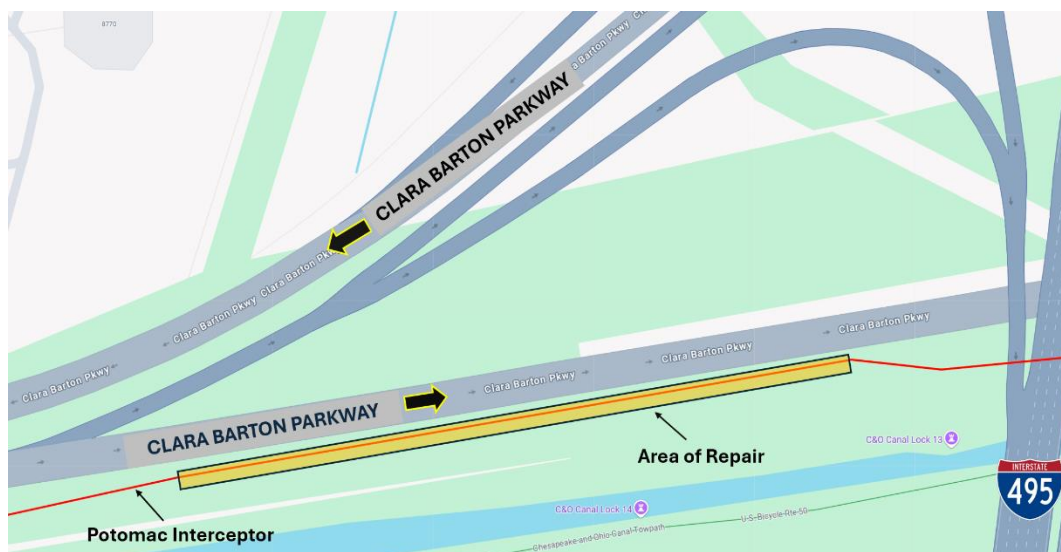 8770
Clara Barton Pkwy
a Barton Pkwy
CLARA BARTON PARKWAY
Clara Barton Pkwy
Clara Barton Pkwy
Clara Barton Pkwy
Clara Barton Pkwy
Clara Barton Pkwy
Clara Barton Pkwy
Clara Barton Pkwy
CLARA BARTON PARKWAY
Area of Repair
C&O Canal Lock 13
INTERSTATE
495
C&O Canal Lock 14
U.S. Bicycle Rte 50
Chesapeake and Ohio Canal Towpath
Potomac Interceptor